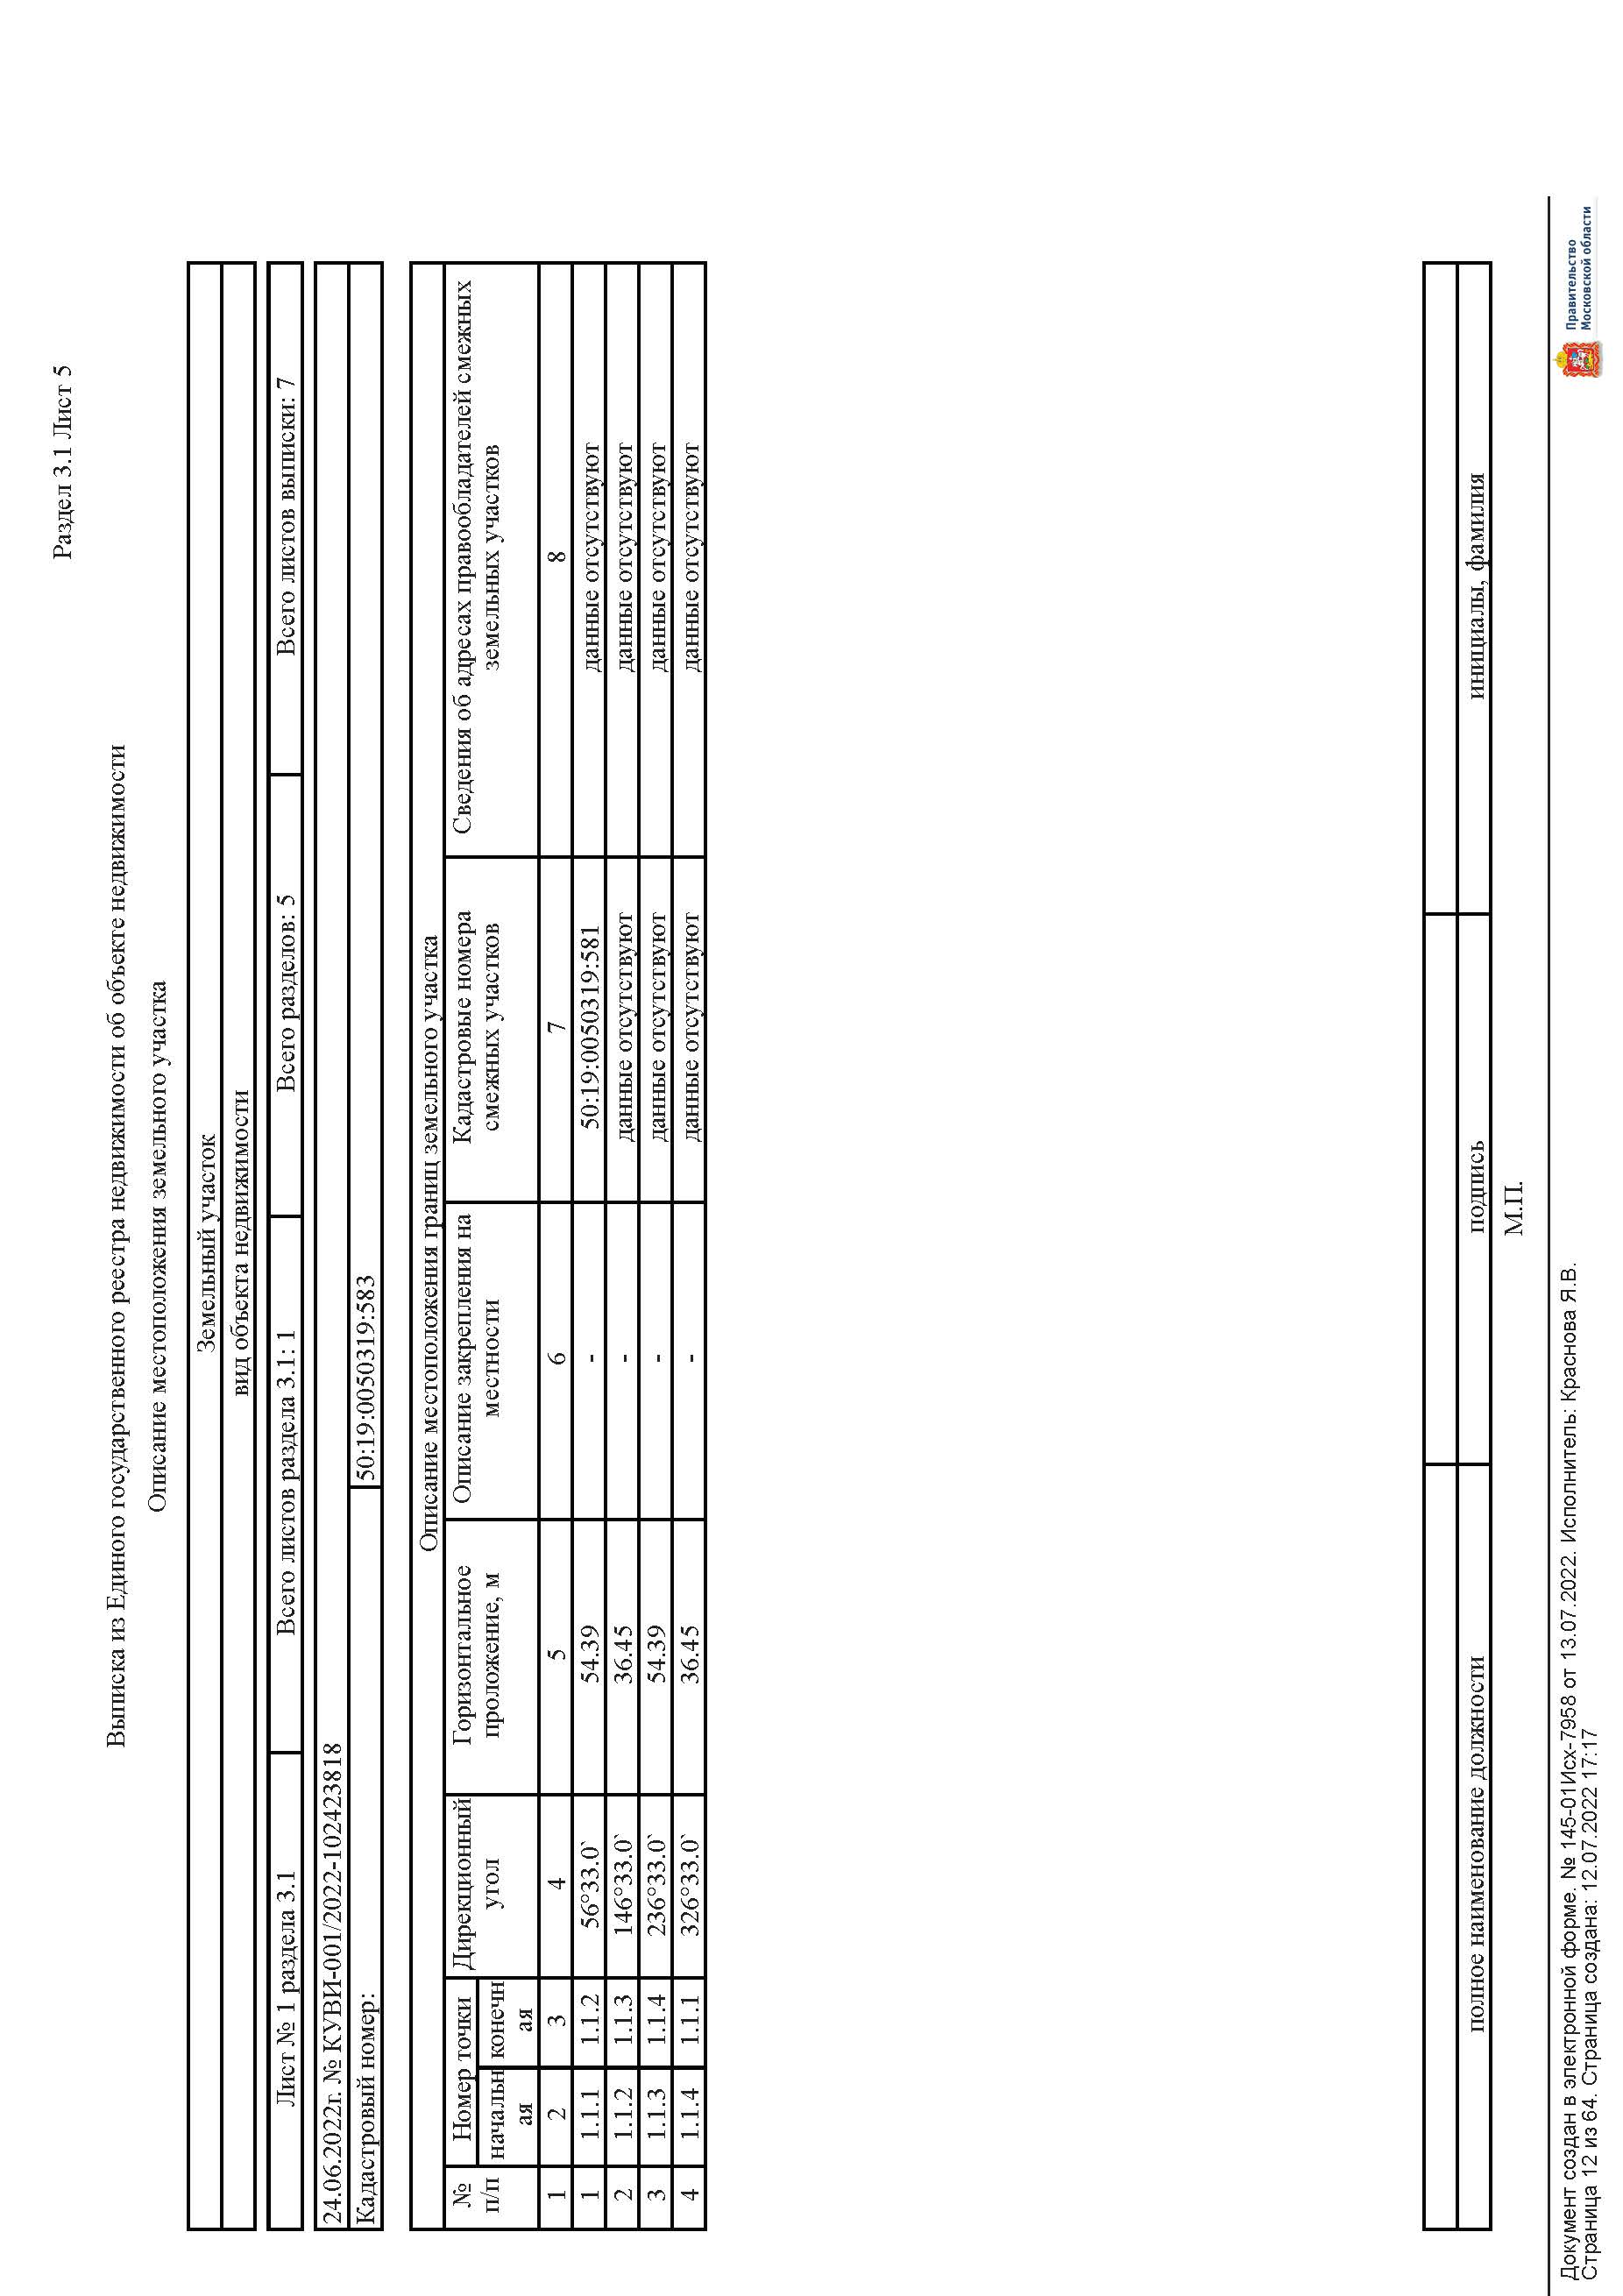 Раздел 3.1 Лист 5
Выписка из Единого государственного реестра недвижимости об объекте недвижимости
Описание местоположения земельного участка
Земельный участок
вид объекта недвижимости
Лист № 1 раздела 3.1 Всего листов раздела 3.1: 1 Всего разделов: 5 Всего листов выписки: 7
24.06.2022г. № КУВИ-001/2022-102423818
Кадастровый номер: 50:19:0050319:583
Описание местоположения границ земельного участка
№ Номер точки Дирекционный Горизонтальное Описание закрепления на Кадастровые номера Сведения об адресах правообладателей смежных
п/п начальн конечн угол проложение, м местности смежных участков земельных участков
ая ая
1 2 3 4 5 6 7 8
1 1.1.1 1.1.2 56°33.0` 54.39 - 50:19:0050319:581 данные отсутствуют
2 1.1.2 1.1.3 146°33.0` 36.45 - данные отсутствуют данные отсутствуют
3 1.1.3 1.1.4 236°33.0` 54.39 - данные отсутствуют данные отсутствуют
4 1.1.4 1.1.1 326°33.0` 36.45 - данные отсутствуют данные отсутствуют
полное наименование должности подпись инициалы, фамилия
М.П.
Документ создан в электронной форме. № 145-01Исх-7958 от 13.07.2022. Исполнитель: Краснова Я.В.
Страница 12 из 64. Страница создана: 12.07.2022 17:17
Правительство
Московской области